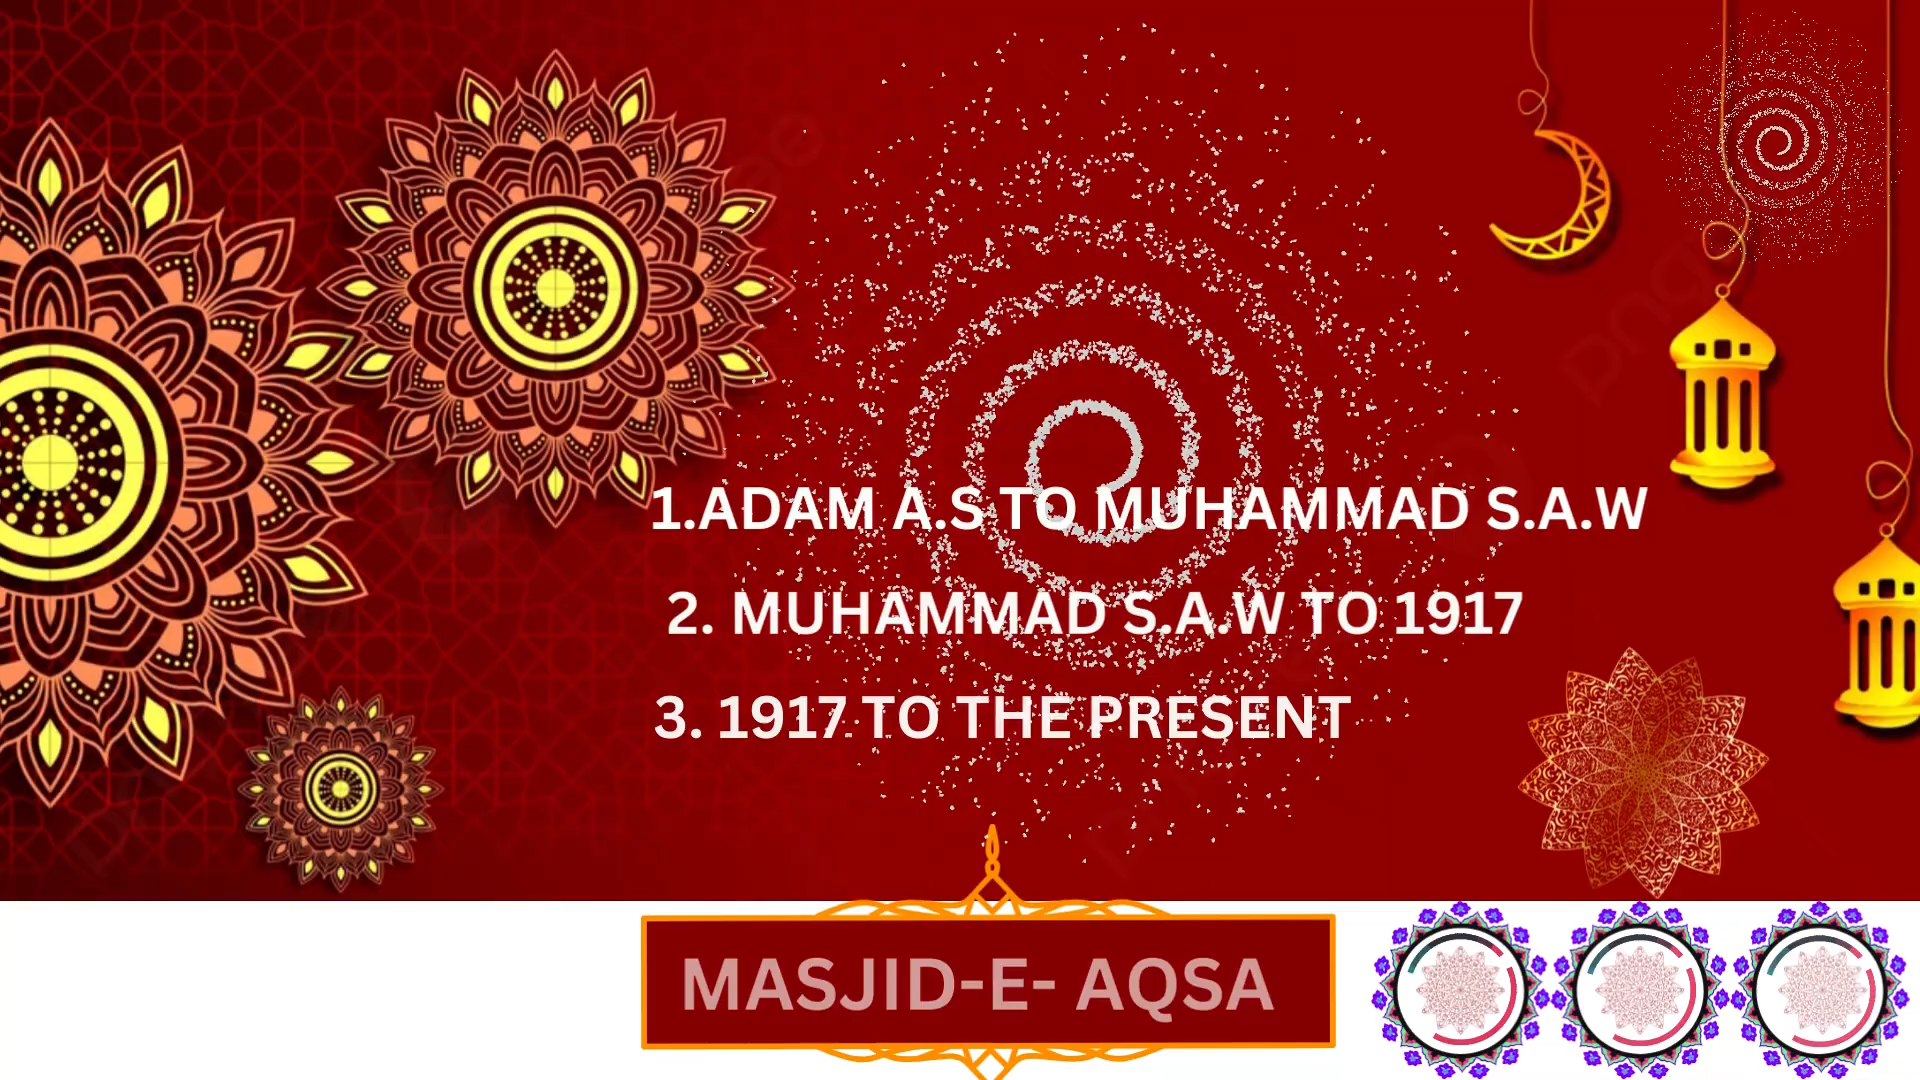 1.ADAM A.S TO MUHAMMAD S.A.W
2. MUHAMMAD S.A.W TO 1917
3. 1917 TO THE PRESENT
MASJID-E- AQSA